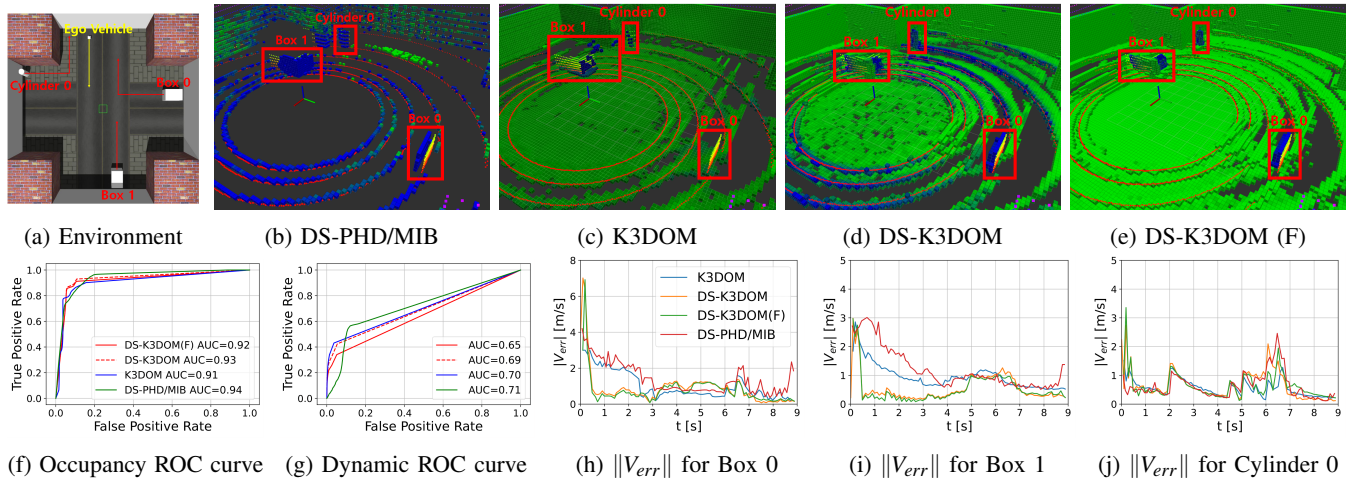 Ego Vehicle
Cylinder 0
Box 0
Box 1
Cylinder 0
Box 1
Box 0
Cylinder 0
Box 1
Box 0
Cylinder 0
Box 1
Box 0
Cylinder 0
Box 1
Box 0
(a) Environment
(b) DS-PHD/MIB
(c) K3DOM
(d) DS-K3DOM
(e) DS-K3DOM (F)
True Positive Rate
1.0
0.8
0.6
0.4
0.2
0.0
DS-K3DOM(F) AUC=0.92
DS-K3DOM AUC=0.93
K3DOM AUC=0.91
DS-PHD/MIB AUC=0.94
0.0 0.2 0.4 0.6 0.8 1.0
False Positive Rate
True Positive Rate
1.0
0.8
0.6
0.4
0.2
0.0
AUC=0.65
AUC=0.69
AUC=0.70
AUC=0.71
0.0 0.2 0.4 0.6 0.8 1.0
False Positive Rate
|V_err| [m/s]
8
6
4
2
0
K3DOM
DS-K3DOM
DS-K3DOM(F)
DS-PHD/MIB
0 1 2 3 4 5 6 7 8 9
t [s]
|V_err| [m/s]
5
4
3
2
1
0
0 1 2 3 4 5 6 7 8 9
t [s]
|V_err| [m/s]
5
4
3
2
1
0
0 1 2 3 4 5 6 7 8 9
t [s]
(f) Occupancy ROC curve
(g) Dynamic ROC curve
(h) ‖V_err‖ for Box 0
(i) ‖V_err‖ for Box 1
(j) ‖V_err‖ for Cylinder 0